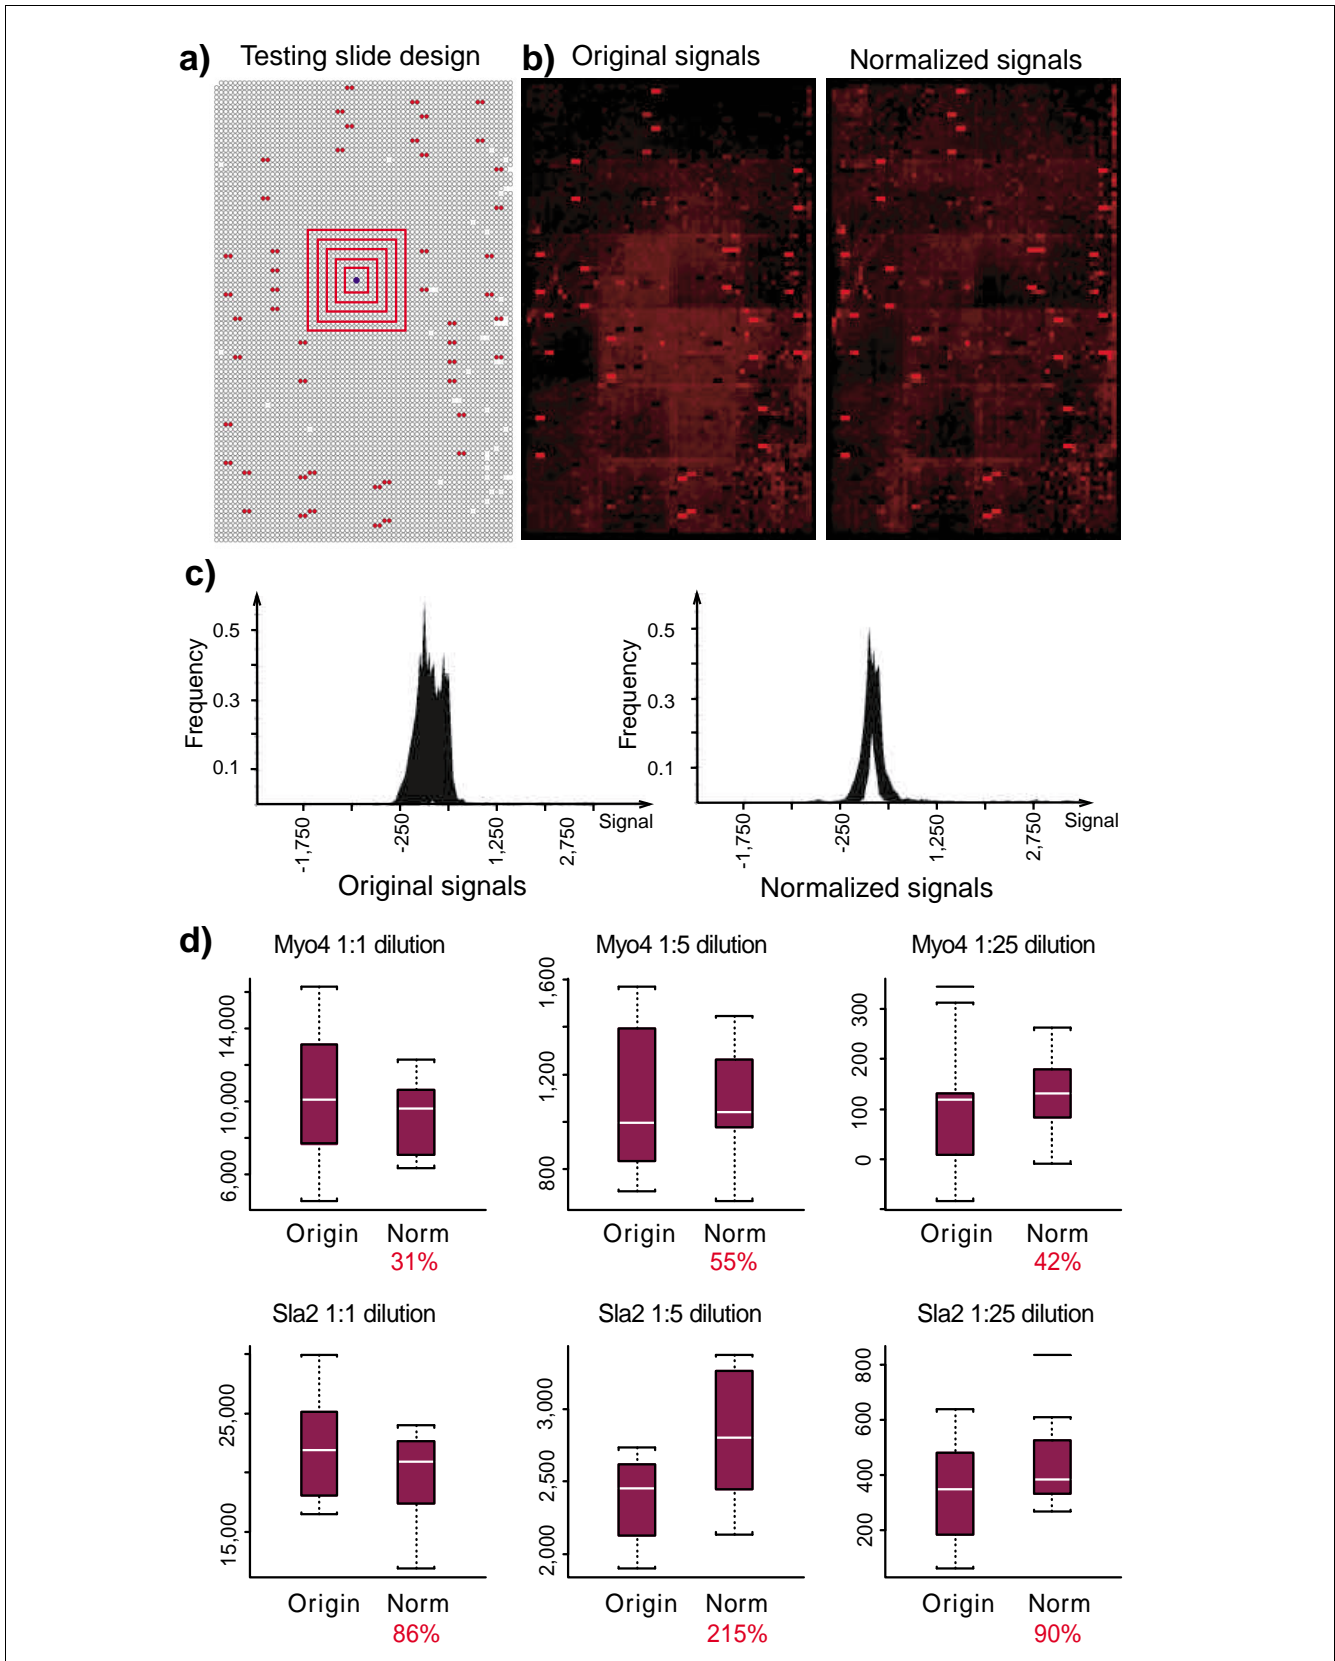 a) Testing slide design
b) Original signals
Normalized signals
c)
Frequency
0.5
0.3
0.1
-1,750
-250
1,250
2,750
Signal
Original signals
Frequency
0.5
0.3
0.1
-1,750
-250
1,250
2,750
Signal
Normalized signals
d)
Myo4 1:1 dilution
14,000
10,000
6,000
Origin Norm
31%
Myo4 1:5 dilution
1,600
1,200
800
Origin Norm
55%
Myo4 1:25 dilution
300
200
100
0
Origin Norm
42%
Sla2 1:1 dilution
25,000
15,000
Origin Norm
86%
Sla2 1:5 dilution
3,000
2,500
2,000
Origin Norm
215%
Sla2 1:25 dilution
800
600
400
200
Origin Norm
90%